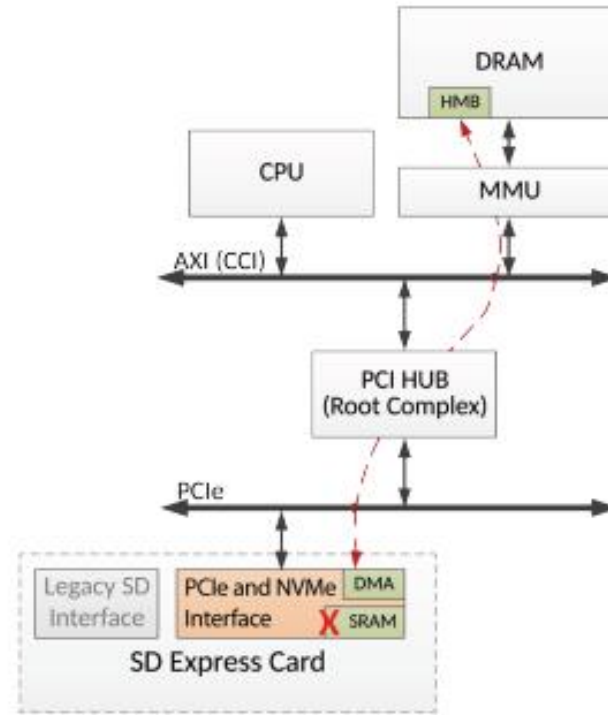 DRAM
HMB
CPU
MMU
AXI (CCI)
PCI HUB
(Root Complex)
PCIe
Legacy SD
Interface
PCIe and NVMe
Interface
DMA
X
SRAM
SD Express Card